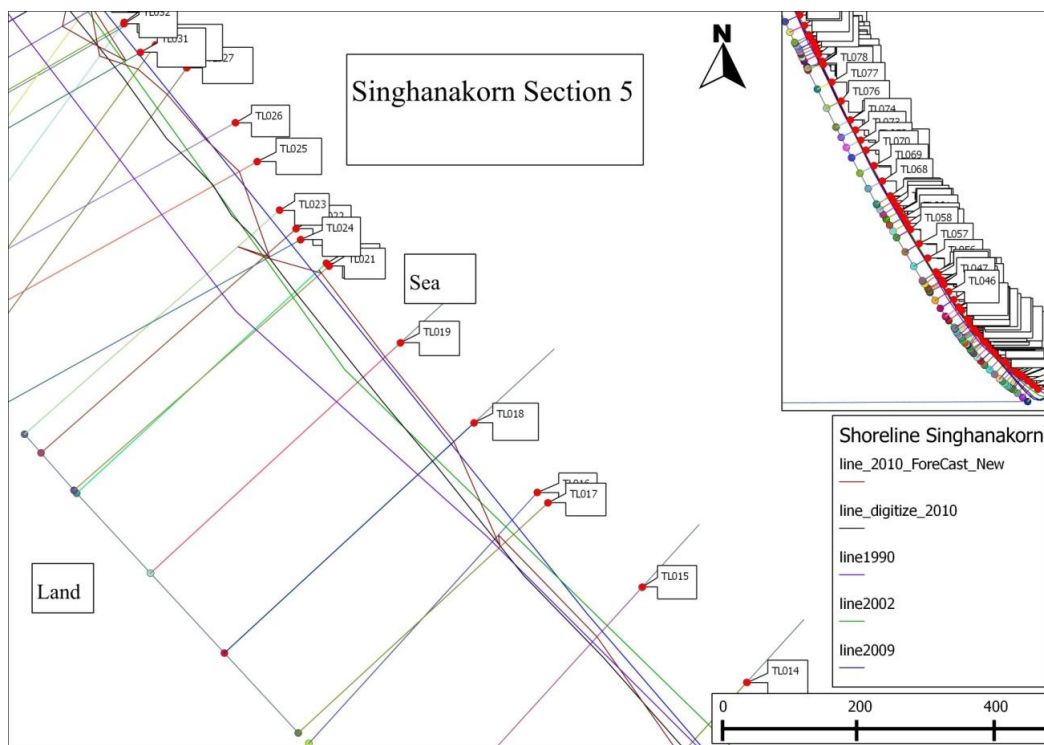 TL032
TL031
TL026
TL025
TL023
TL024
TL021
TL019
TL018
TL017
TL015
TL014
Singhanakorn Section 5
N
Sea
Land
TL078
TL077
TL076
TL074
TL070
TL069
TL068
TL058
TL057
TL047
TL046
Shoreline Singhanakorn
line_2010_ForeCast_New
line_digitize_2010
line1990
line2002
line2009
0 200 400